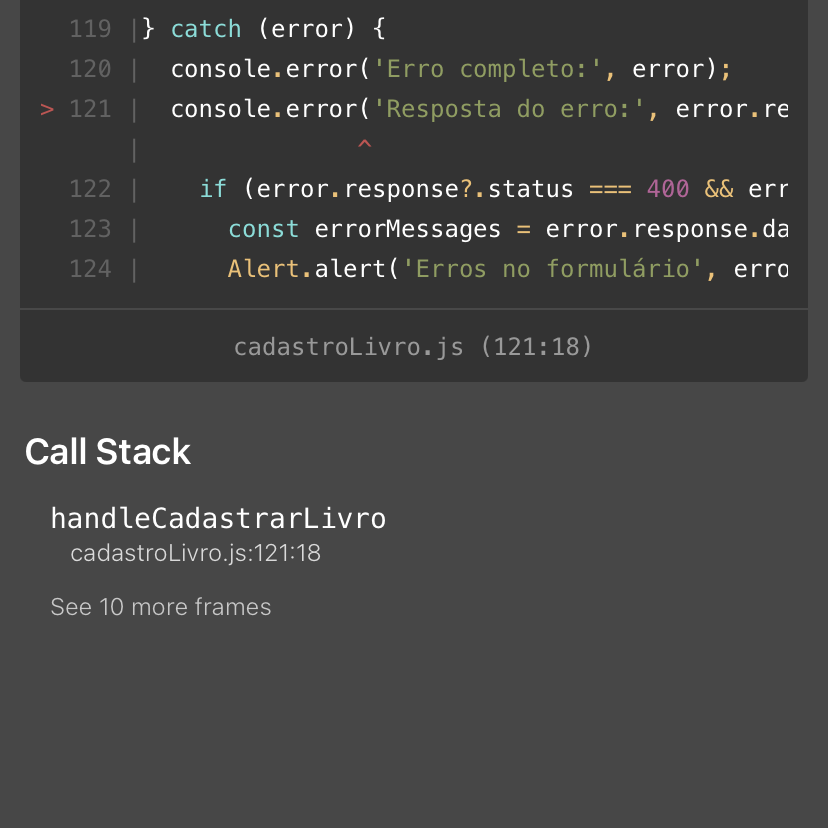 119 |} catch (error) {
120 |  console.error('Erro completo:', error);
> 121 |  console.error('Resposta do erro:', error.re
|               ^
122 |    if (error.response?.status === 400 && err
123 |      const errorMessages = error.response.da
124 |      Alert.alert('Erros no formulário', erro
cadastroLivro.js (121:18)
Call Stack
handleCadastrarLivro
cadastroLivro.js:121:18
See 10 more frames